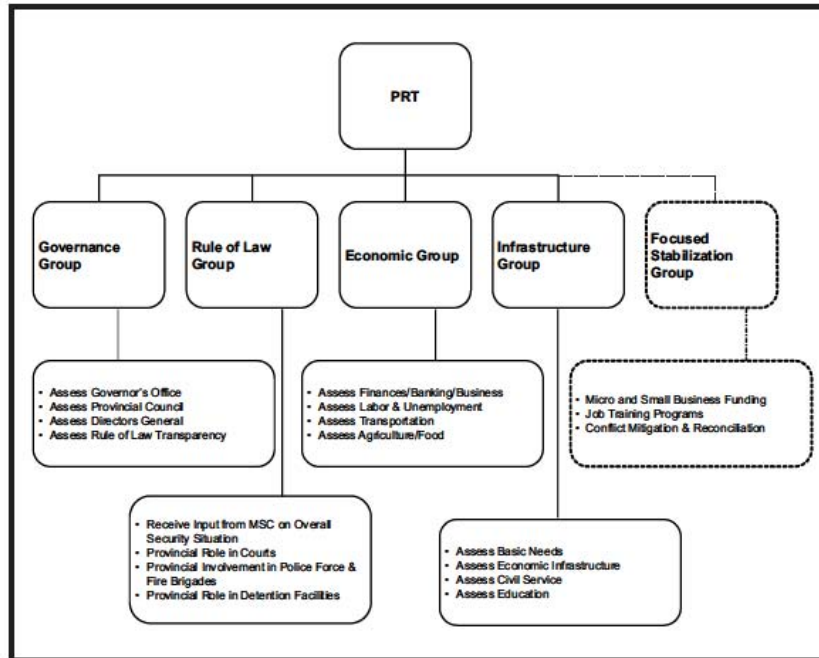 PRT
Governance
Group
Rule of Law
Group
Economic Group
Infrastructure
Group
Focused
Stabilization
Group
• Assess Governor's Office
• Assess Provincial Council
• Assess Directors General
• Assess Rule of Law Transparency
• Assess Finances/Banking/Business
• Assess Labor & Unemployment
• Assess Transportation
• Assess Agriculture/Food
• Micro and Small Business Funding
• Job Training Programs
• Conflict Mitigation & Reconciliation
• Receive Input from MSC on Overall
Security Situation
• Provincial Role in Courts
• Provincial Involvement in Police Force &
Fire Brigades
• Provincial Role in Detention Facilities
• Assess Basic Needs
• Assess Economic Infrastructure
• Assess Civil Service
• Assess Education